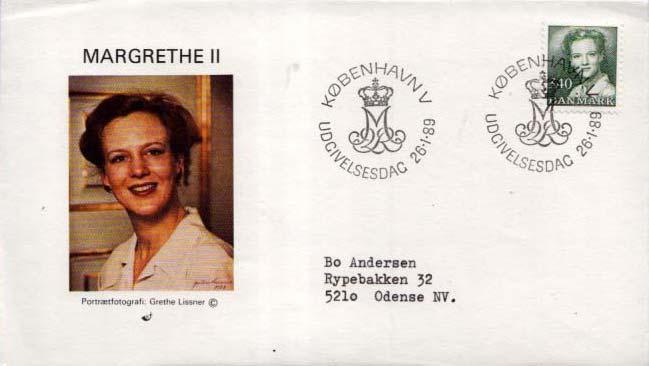 MARGRETHE II
Portrætfotografi: Grethe Lissner ©
KØBENHAVN V
UDGIVELSESDAG 26-1-89
KØBENHAVN V
UDGIVELSESDAG 26-1-89
340
DANMARK
Bo Andersen
Rypebakken 32
521o Odense NV.